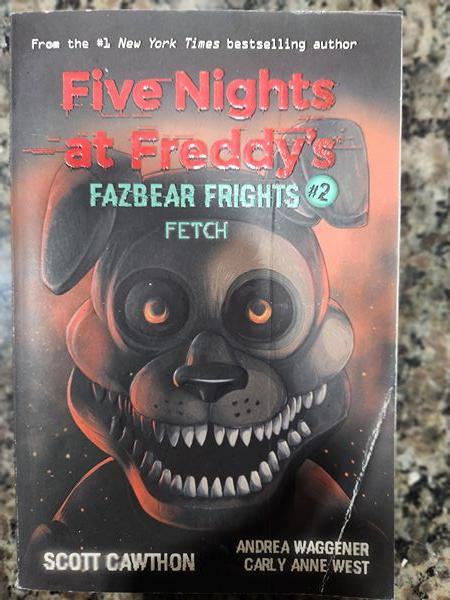 From the #1 New York Times bestselling author
Five Nights
at Freddy's
FAZBEAR FRIGHTS #2
FETCH
SCOTT CAWTHON
ANDREA WAGGENER
CARLY ANNE WEST